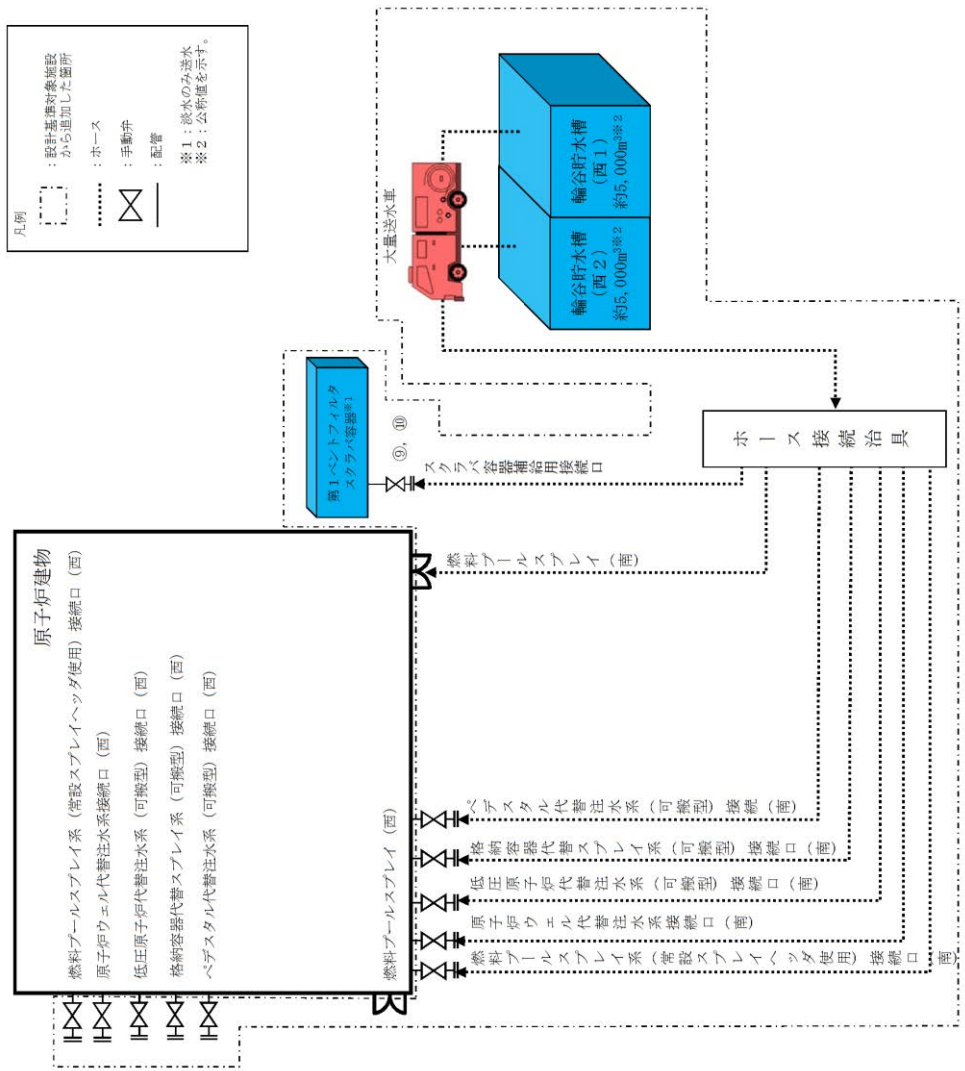 凡例
：設計基準対象施設
から追加した箇所
：ホース
：手動弁
：配管
※１：淡水のみ送水
※２：公称値を示す。
原子炉建物
燃料プールスプレイ系（常設スプレイヘッダ使用）接続口（西）
原子炉ウェル代替注水系接続口（西）
低圧原子炉代替注水系（可搬型）接続口（西）
格納容器代替スプレイ系（可搬型）接続口（西）
ペデスタル代替注水系（可搬型）接続口（西）
燃料プールスプレイ（西）
第１ベントフィルタ
スクラバ容器※１
⑨，⑩
スクラバ容器補給用接続口
大量送水車
輪谷貯水槽
（西１）
約5,000m³※２
輪谷貯水槽
（西２）
約5,000m³※２
燃料プールスプレイ（南）
ホース接続治具
ペデスタル代替注水系（可搬型）接続（南）
格納容器代替スプレイ系（可搬型）接続口（南）
低圧原子炉代替注水系（可搬型）接続口（南）
原子炉ウェル代替注水系接続口（南）
燃料プールスプレイ系（常設スプレイヘッダ使用）接続口（南）